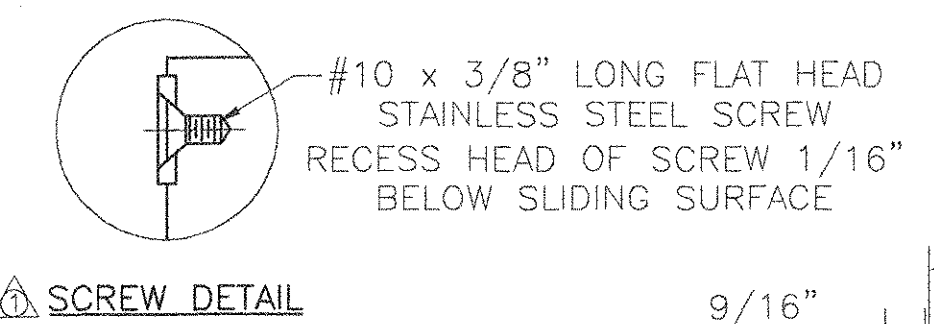 #10 x 3/8" LONG FLAT HEAD
STAINLESS STEEL SCREW
RECESS HEAD OF SCREW 1/16"
BELOW SLIDING SURFACE
1 SCREW DETAIL
9/16"